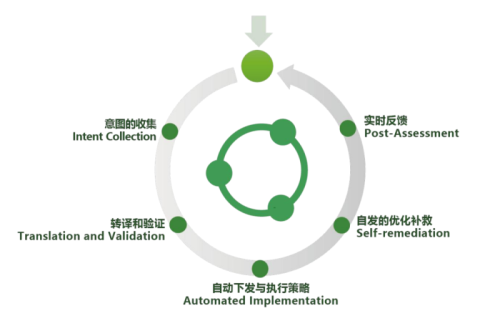 意图的收集
Intent Collection
转译和验证
Translation and Validation
自动下发与执行策略
Automated Implementation
自发的优化补救
Self-remediation
实时反馈
Post-Assessment